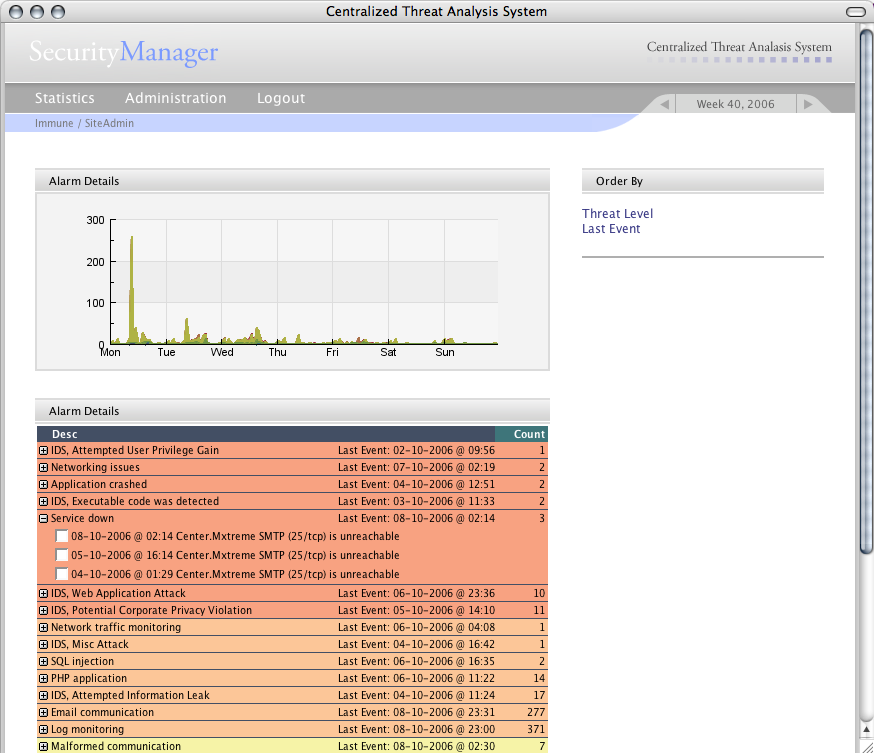 Centralized Threat Analysis System
SecurityManager
Centralized Threat Analasis System
Statistics Administration Logout
Week 40, 2006
Immune / SiteAdmin
Alarm Details
Order By
Threat Level
Last Event
300
200
100
0
Mon Tue Wed Thu Fri Sat Sun
Alarm Details
Desc Count
IDS, Attempted User Privilege Gain Last Event: 02-10-2006 @ 09:56 1
Networking issues Last Event: 07-10-2006 @ 02:19 2
Application crashed Last Event: 04-10-2006 @ 12:51 2
IDS, Executable code was detected Last Event: 03-10-2006 @ 11:33 2
Service down Last Event: 08-10-2006 @ 02:14 3
08-10-2006 @ 02:14 Center.Mxtreme SMTP (25/tcp) is unreachable
05-10-2006 @ 16:14 Center.Mxtreme SMTP (25/tcp) is unreachable
04-10-2006 @ 01:29 Center.Mxtreme SMTP (25/tcp) is unreachable
IDS, Web Application Attack Last Event: 06-10-2006 @ 23:36 10
IDS, Potential Corporate Privacy Violation Last Event: 05-10-2006 @ 14:10 11
Network traffic monitoring Last Event: 06-10-2006 @ 04:08 1
IDS, Misc Attack Last Event: 04-10-2006 @ 16:42 1
SQL injection Last Event: 06-10-2006 @ 16:35 2
PHP application Last Event: 06-10-2006 @ 11:22 14
IDS, Attempted Information Leak Last Event: 04-10-2006 @ 11:24 17
Email communication Last Event: 08-10-2006 @ 23:31 277
Log monitoring Last Event: 08-10-2006 @ 23:00 371
Malformed communication Last Event: 08-10-2006 @ 02:30 7